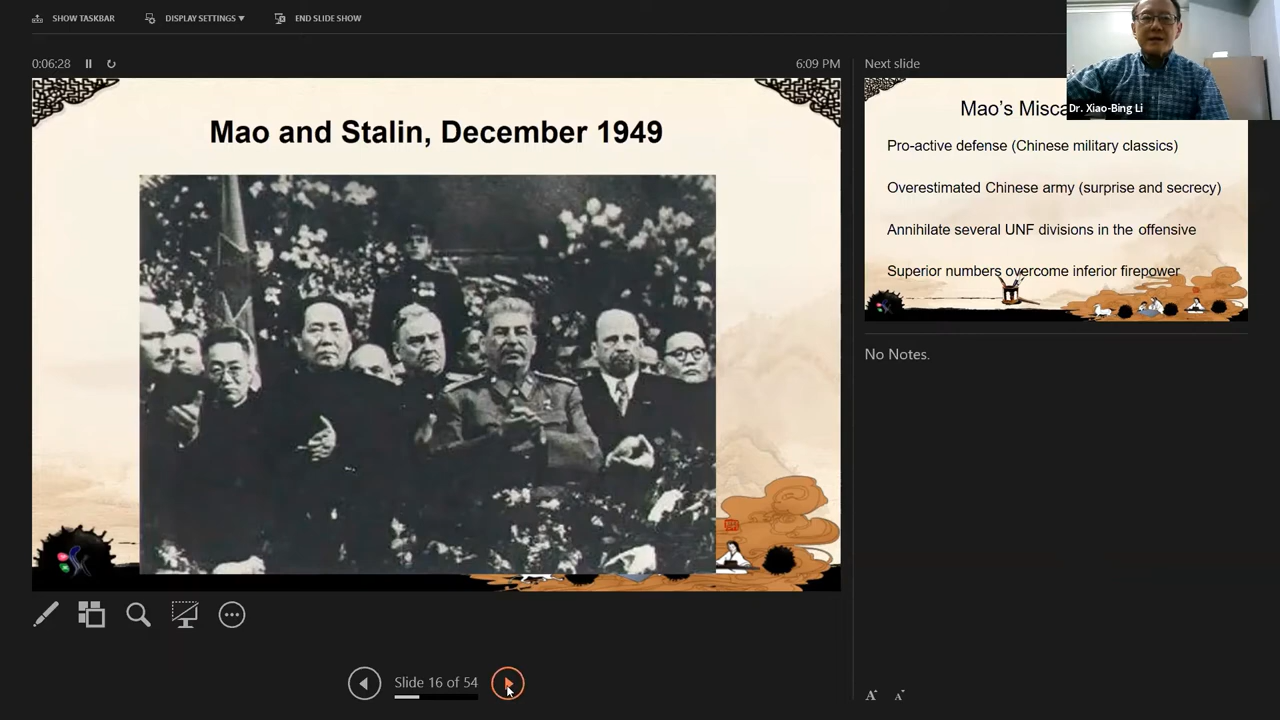 SHOW TASKBAR
DISPLAY SETTINGS ▼
END SLIDE SHOW
0:06:28
6:09 PM
Next slide
Mao and Stalin, December 1949
Mao's Misca
Dr. Xiao-Bing Li
Pro-active defense (Chinese military classics)
Overestimated Chinese army (surprise and secrecy)
Annihilate several UNF divisions in the offensive
Superior numbers overcome inferior firepower
No Notes.
Slide 16 of 54
A A